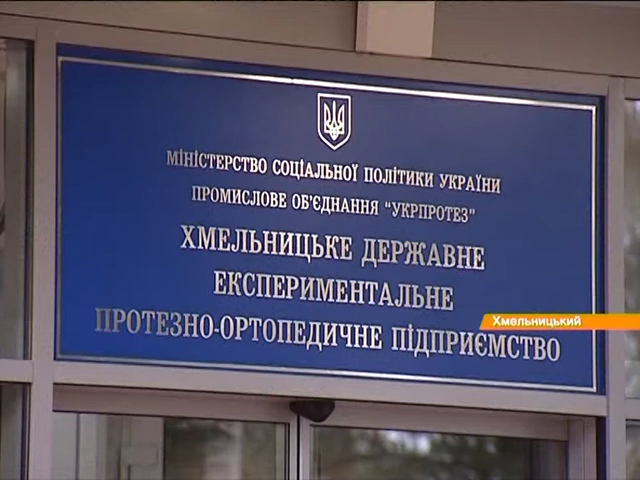 МІНІСТЕРСТВО СОЦІАЛЬНОЇ ПОЛІТИКИ УКРАЇНИ
ПРОМИСЛОВЕ ОБ'ЄДНАННЯ "УКРПРОТЕЗ"
ХМЕЛЬНИЦЬКЕ ДЕРЖАВНЕ
ЕКСПЕРИМЕНТАЛЬНЕ
ПРОТЕЗНО-ОРТОПЕДИЧНЕ ПІДПРИЄМСТВО
Хмельницький